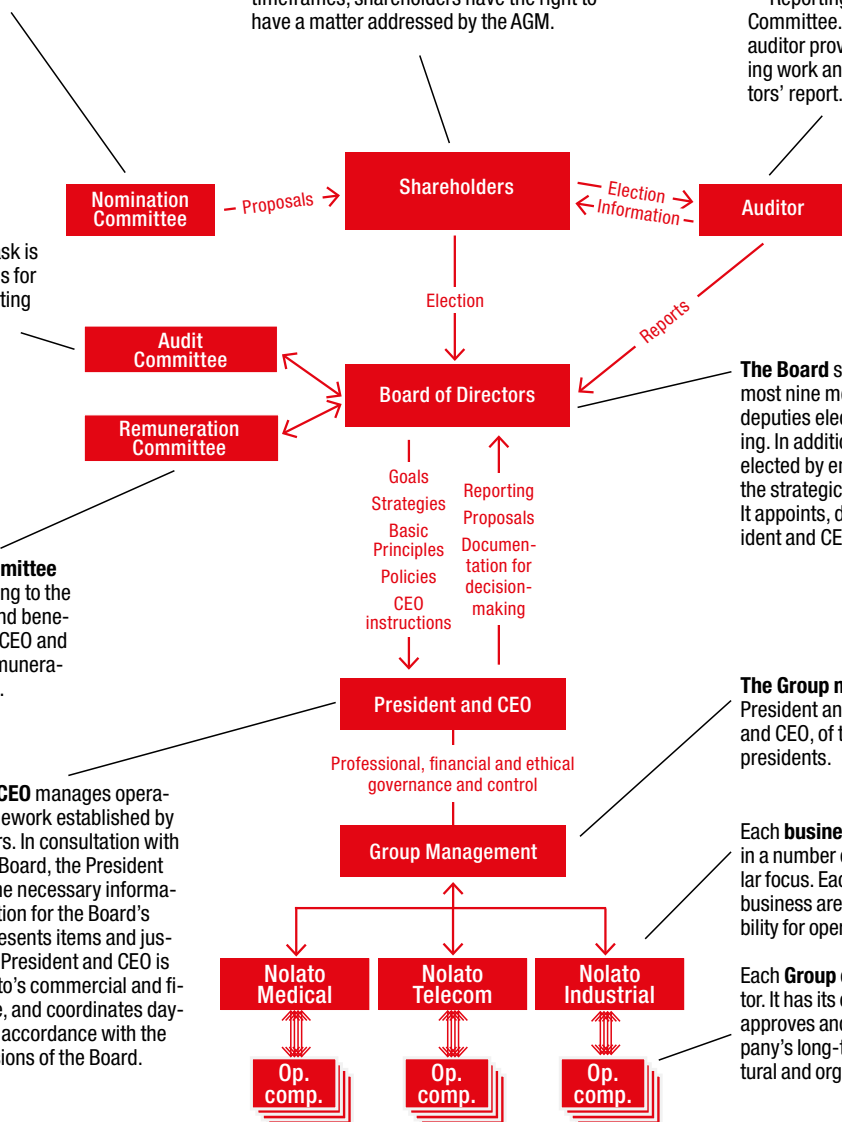 timeframes, shareholders have the right to
have a matter addressed by the AGM.
Reporting
Committee.
auditor prov
ing work an
tors’ report.
Nomination
Committee
Proposals
Shareholders
Election
Information
Auditor
sk is
s for
ting
Election
Reports
Audit
Committee
Remuneration
Committee
Board of Directors
The Board s
most nine me
deputies elec
ing. In additio
elected by em
the strategic
It appoints, d
ident and CE
Goals
Strategies
Basic
Principles
Policies
CEO
instructions
Reporting
Proposals
Documen-
tation for
decision-
making
mittee
ng to the
nd bene-
CEO and
munera-
.
President and CEO
Professional, financial and ethical
governance and control
The Group m
President an
and CEO, of t
presidents.
CEO manages opera-
ework established by
rs. In consultation with
Board, the President
he necessary informa-
tion for the Board’s
esents items and jus-
President and CEO is
to’s commercial and fi-
e, and coordinates day-
accordance with the
sions of the Board.
Group Management
Each busine
in a number o
lar focus. Eac
business are
bility for oper
Nolato
Medical
Nolato
Telecom
Nolato
Industrial
Each Group c
tor. It has its o
approves and
pany’s long-t
tural and org
Op.
comp.
Op.
comp.
Op.
comp.